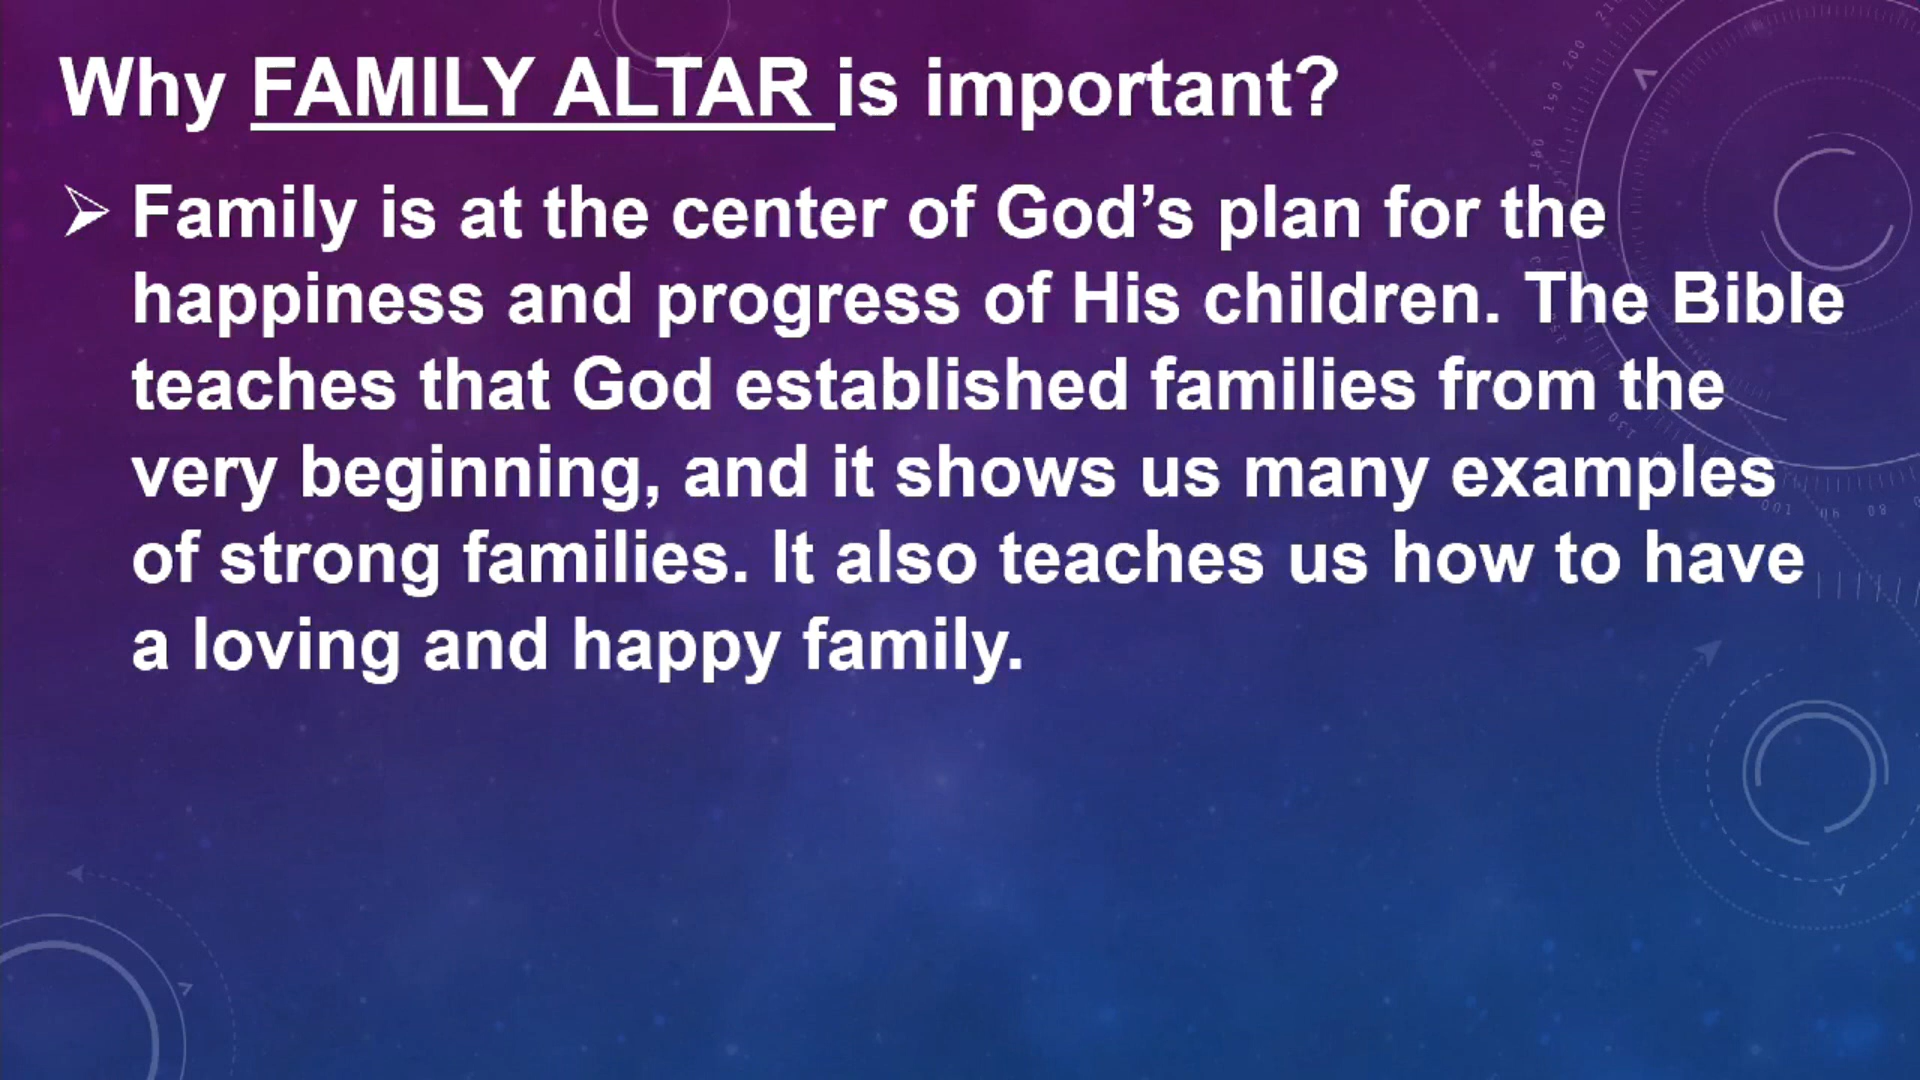 Why FAMILY ALTAR is important?
➢ Family is at the center of God’s plan for the
happiness and progress of His children. The Bible
teaches that God established families from the
very beginning, and it shows us many examples
of strong families. It also teaches us how to have
a loving and happy family.